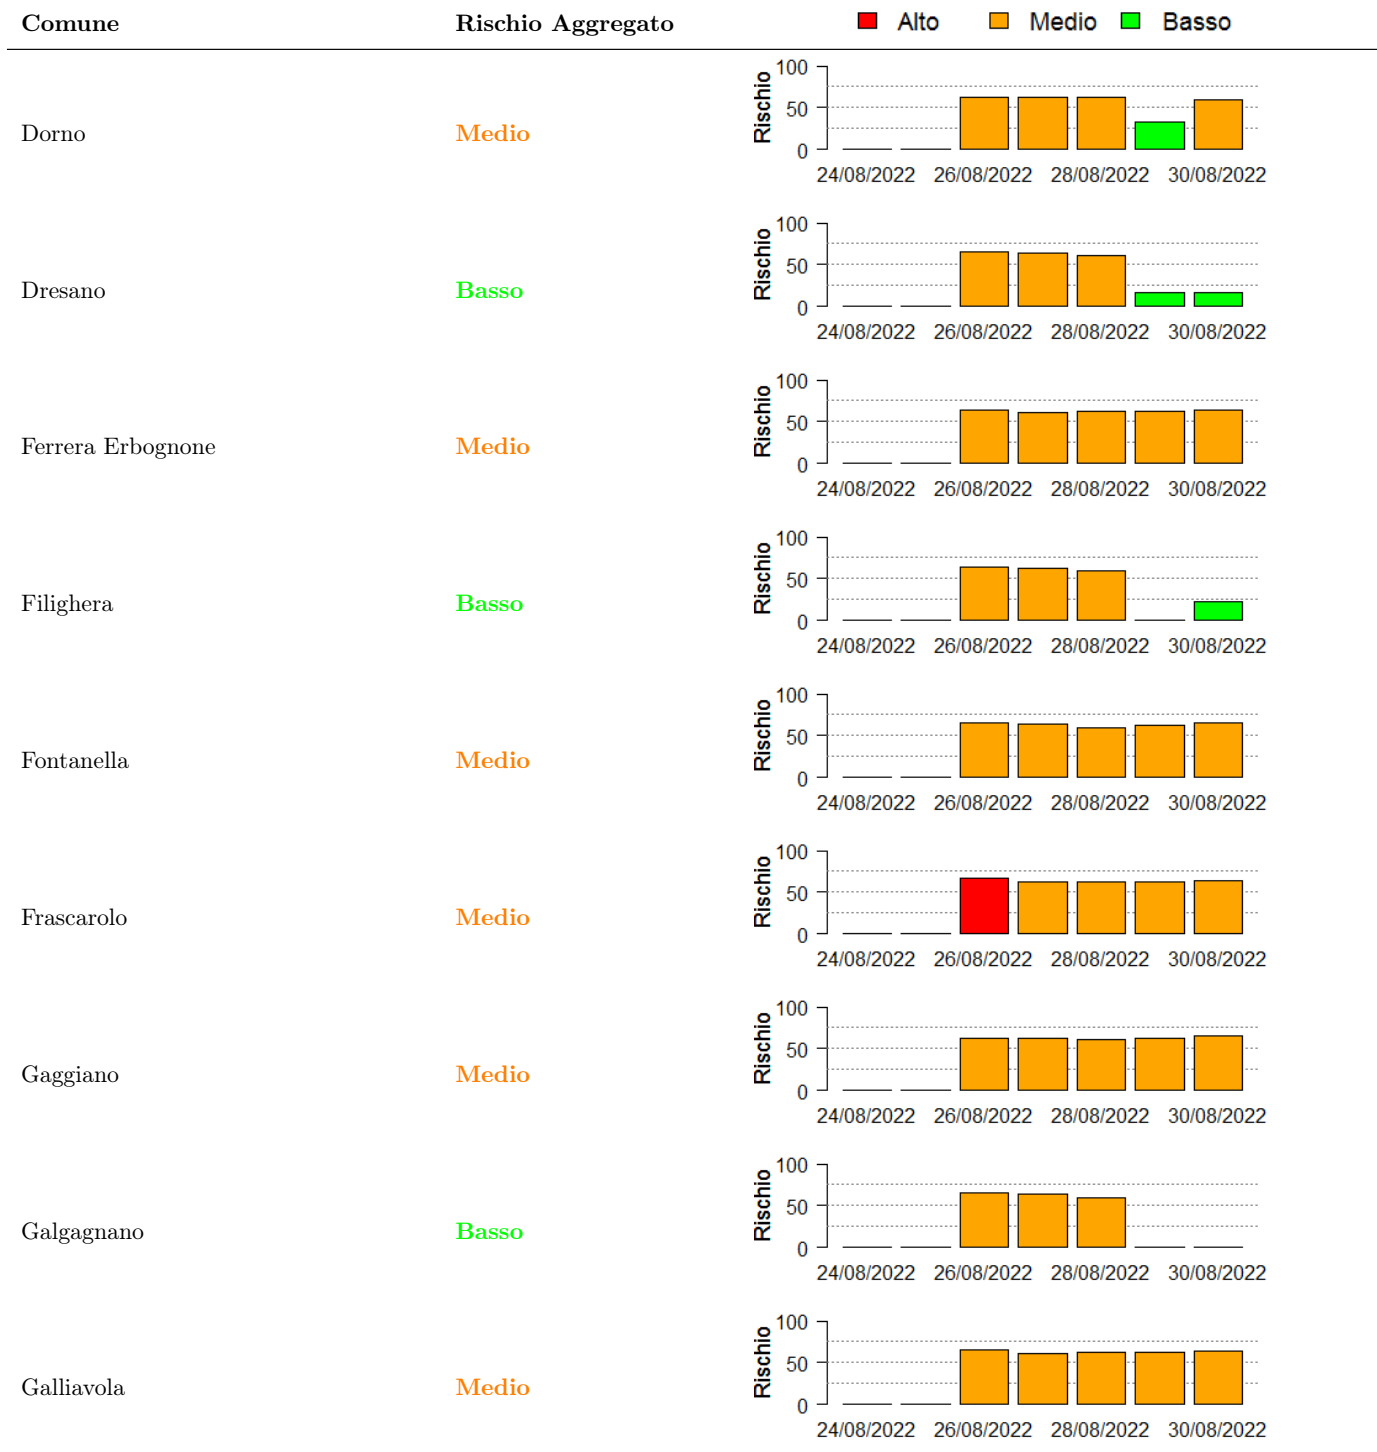 Comune Rischio Aggregato Alto Medio Basso
Dorno Medio
Rischio
100
50
0
24/08/2022 26/08/2022 28/08/2022 30/08/2022
Dresano Basso
Rischio
100
50
0
24/08/2022 26/08/2022 28/08/2022 30/08/2022
Ferrera Erbognone Medio
Rischio
100
50
0
24/08/2022 26/08/2022 28/08/2022 30/08/2022
Filighera Basso
Rischio
100
50
0
24/08/2022 26/08/2022 28/08/2022 30/08/2022
Fontanella Medio
Rischio
100
50
0
24/08/2022 26/08/2022 28/08/2022 30/08/2022
Frascarolo Medio
Rischio
100
50
0
24/08/2022 26/08/2022 28/08/2022 30/08/2022
Gaggiano Medio
Rischio
100
50
0
24/08/2022 26/08/2022 28/08/2022 30/08/2022
Galgagnano Basso
Rischio
100
50
0
24/08/2022 26/08/2022 28/08/2022 30/08/2022
Galliavola Medio
Rischio
100
50
0
24/08/2022 26/08/2022 28/08/2022 30/08/2022